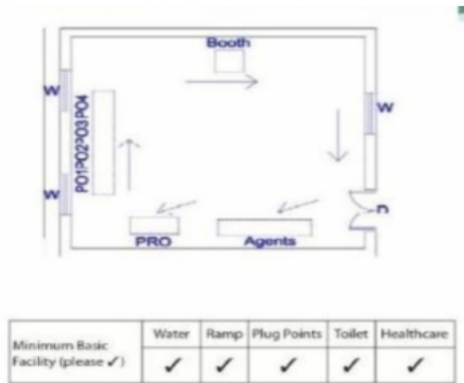 Booth
W
W
PO1PO2PO3PO4
W
D
PRO
Agents
Water Ramp Plug Points Toilet Healthcare
Minimum Basic
Facility (please ✓) ✓ ✓ ✓ ✓ ✓